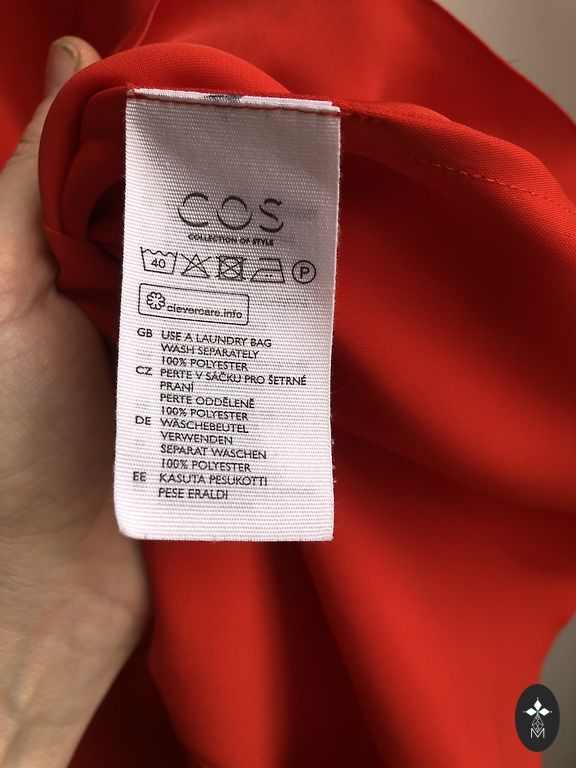 COS
COLLECTION OF STYLE
40 P
clevercare.info
GB USE A LAUNDRY BAG
WASH SEPARATELY
100% POLYESTER
CZ PERTE V SÁČKU PRO ŠETRNÉ
PRANÍ
PERTE ODDĚLENĚ
100% POLYESTER
DE WÄSCHEBEUTEL
VERWENDEN
SEPARAT WASCHEN
100% POLYESTER
EE KASUTA PESUKOTTI
PESE ERALDI
M